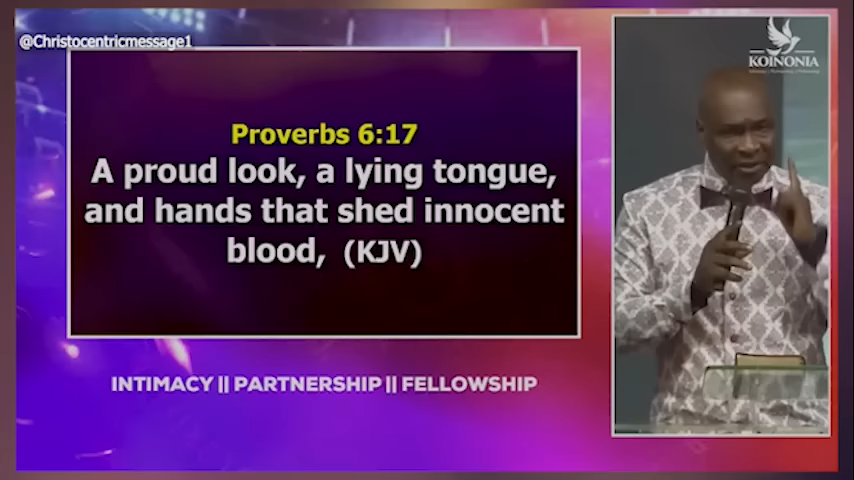 @Christocentricmessage1
KOINONIA
Proverbs 6:17
A proud look, a lying tongue,
and hands that shed innocent
blood, (KJV)
INTIMACY || PARTNERSHIP || FELLOWSHIP